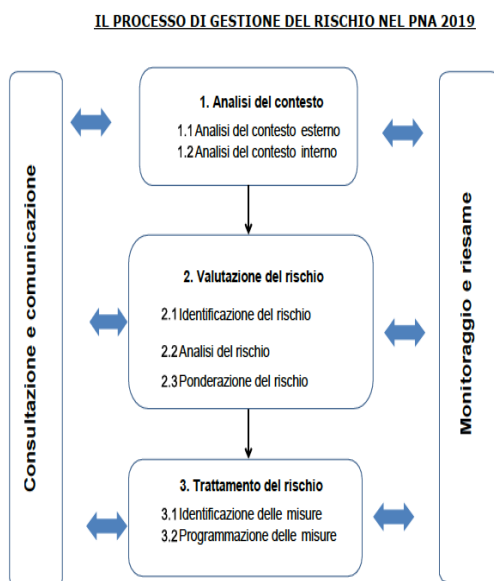 IL PROCESSO DI GESTIONE DEL RISCHIO NEL PNA 2019
Consultazione e comunicazione
1. Analisi del contesto
1.1 Analisi del contesto esterno
1.2 Analisi del contesto interno
2. Valutazione del rischio
2.1 Identificazione del rischio
2.2 Analisi del rischio
2.3 Ponderazione del rischio
3. Trattamento del rischio
3.1 Identificazione delle misure
3.2 Programmazione delle misure
Monitoraggio e riesame